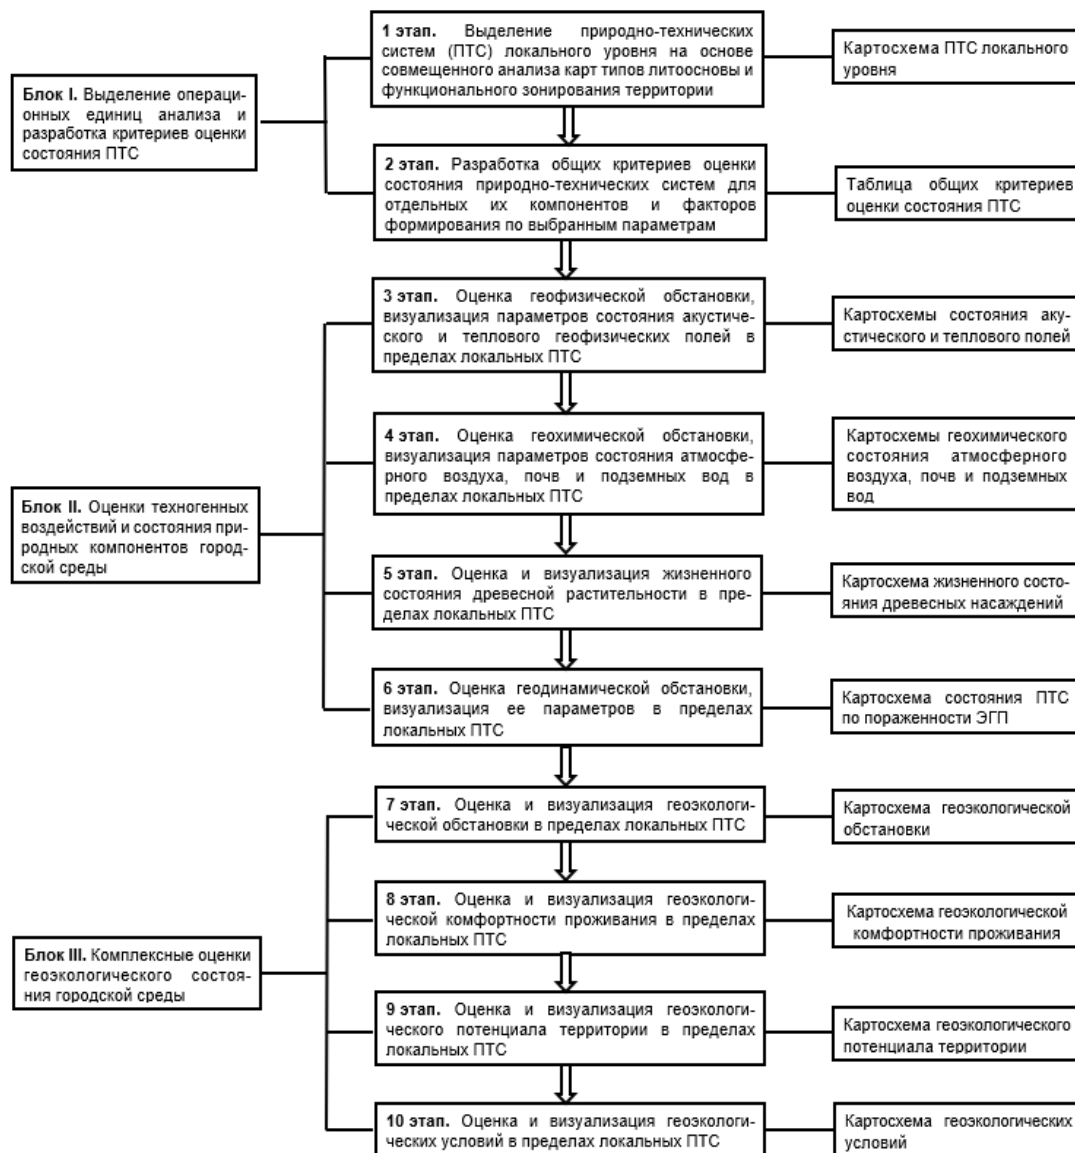 1 этап. Выделение природно-технических
систем (ПТС) локального уровня на основе
совмещенного анализа карт типов литоосновы и
функционального зонирования территории
Картосхема ПТС локального
уровня
Блок I. Выделение операци-
онных единиц анализа и
разработка критериев оценки
состояния ПТС
2 этап. Разработка общих критериев оценки
состояния природно-технических систем для
отдельных их компонентов и факторов
формирования по выбранным параметрам
Таблица общих критериев
оценки состояния ПТС
3 этап. Оценка геофизической обстановки,
визуализация параметров состояния акустиче-
ского и теплового геофизических полей в
пределах локальных ПТС
Картосхемы состояния аку-
стического и теплового полей
4 этап. Оценка геохимической обстановки,
визуализация параметров состояния атмосфе-
рного воздуха, почв и подземных вод в
пределах локальных ПТС
Картосхемы геохимического
состояния атмосферного
воздуха, почв и подземных
вод
Блок II. Оценки техногенных
воздействий и состояния при-
родных компонентов город-
ской среды
5 этап. Оценка и визуализация жизненного
состояния древесной растительности в пре-
делах локальных ПТС
Картосхема жизненного состо-
яния древесных насаждений
6 этап. Оценка геодинамической обстановки,
визуализация ее параметров в пределах
локальных ПТС
Картосхема состояния ПТС
по пораженности ЭГП
7 этап. Оценка и визуализация геоэкологи-
ческой обстановки в пределах локальных ПТС
Картосхема геоэкологической
обстановки
8 этап. Оценка и визуализация геоэкологи-
ческой комфортности проживания в пределах
локальных ПТС
Картосхема геоэкологической
комфортности проживания
Блок III. Комплексные оценки
геоэкологического состоя-
ния городской среды
9 этап. Оценка и визуализация геоэкологи-
ческого потенциала территории в пределах
локальных ПТС
Картосхема геоэкологического
потенциала территории
10 этап. Оценка и визуализация геоэкологи-
ческих условий в пределах локальных ПТС
Картосхема геоэкологических
условий